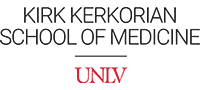 KIRK KERKORIAN
SCHOOL OF MEDICINE
UNLV